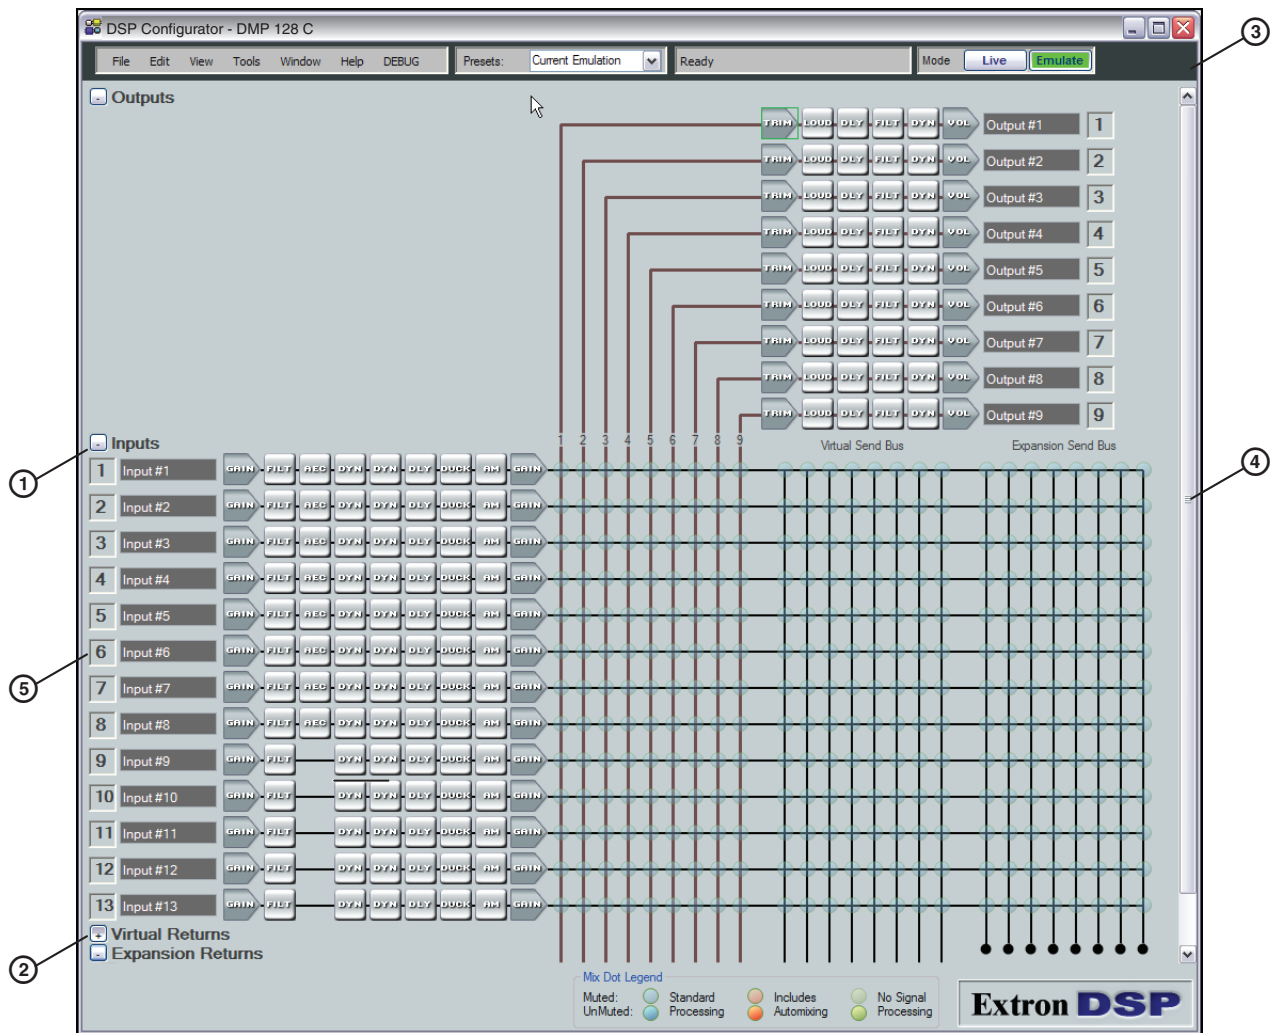 DSP Configurator - DMP 128 C
File Edit View Tools Window Help DEBUG Presets: Current Emulation Ready Mode Live Emulate
3
- Outputs
TRIM LOUD DLY FILT DYN VOL Output #1 1
TRIM LOUD DLY FILT DYN VOL Output #2 2
TRIM LOUD DLY FILT DYN VOL Output #3 3
TRIM LOUD DLY FILT DYN VOL Output #4 4
TRIM LOUD DLY FILT DYN VOL Output #5 5
TRIM LOUD DLY FILT DYN VOL Output #6 6
TRIM LOUD DLY FILT DYN VOL Output #7 7
TRIM LOUD DLY FILT DYN VOL Output #8 8
TRIM LOUD DLY FILT DYN VOL Output #9 9
- Inputs 1 2 3 4 5 6 7 8 9 Virtual Send Bus Expansion Send Bus
1
4
1 Input #1 GAIN FILT AEC DYN DYN DLY DUCK AM GAIN
2 Input #2 GAIN FILT AEC DYN DYN DLY DUCK AM GAIN
3 Input #3 GAIN FILT AEC DYN DYN DLY DUCK AM GAIN
4 Input #4 GAIN FILT AEC DYN DYN DLY DUCK AM GAIN
5 Input #5 GAIN FILT AEC DYN DYN DLY DUCK AM GAIN
6 Input #6 GAIN FILT AEC DYN DYN DLY DUCK AM GAIN
5
7 Input #7 GAIN FILT AEC DYN DYN DLY DUCK AM GAIN
8 Input #8 GAIN FILT AEC DYN DYN DLY DUCK AM GAIN
9 Input #9 GAIN FILT DYN DYN DLY DUCK AM GAIN
10 Input #10 GAIN FILT DYN DYN DLY DUCK AM GAIN
11 Input #11 GAIN FILT DYN DYN DLY DUCK AM GAIN
12 Input #12 GAIN FILT DYN DYN DLY DUCK AM GAIN
13 Input #13 GAIN FILT DYN DYN DLY DUCK AM GAIN
+ Virtual Returns
- Expansion Returns
2
Mix Dot Legend
Muted: Standard Includes No Signal
UnMuted: Processing Automixing Processing
Extron DSP